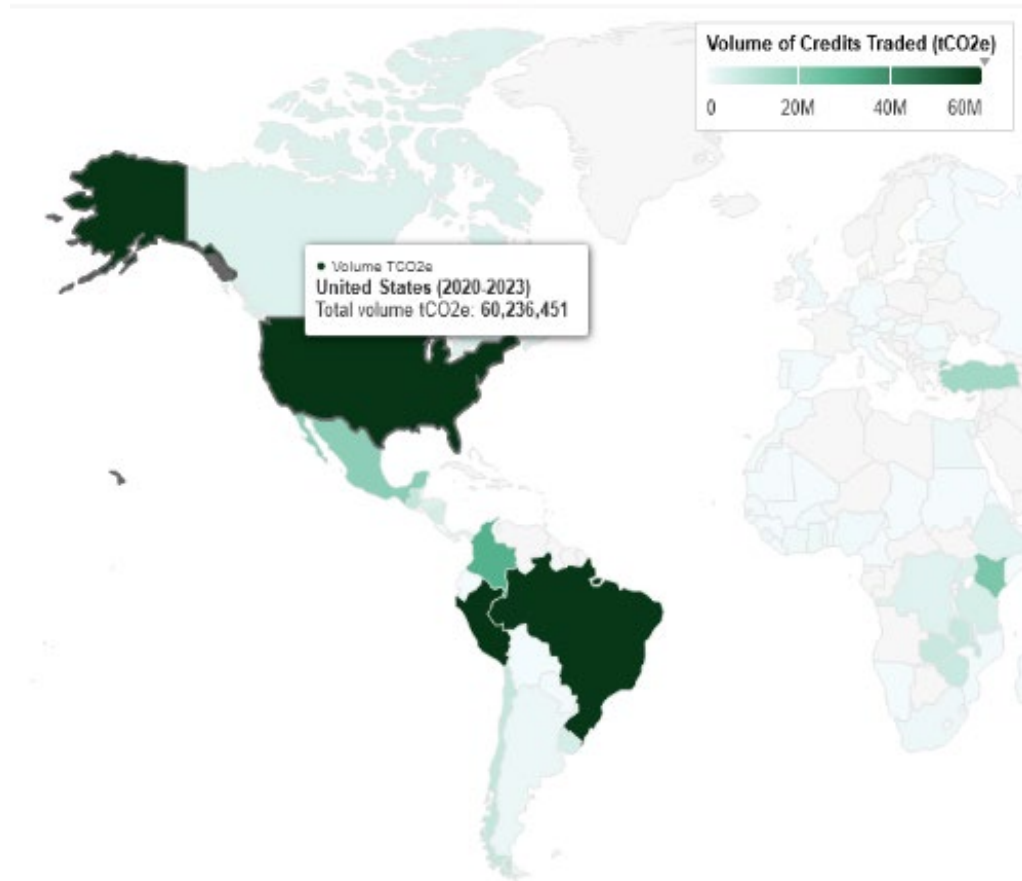 Volume of Credits Traded (tCO2e)
0 20M 40M 60M
Volume TCO2e
United States (2020-2023)
Total volume tCO2e: 60,236,451